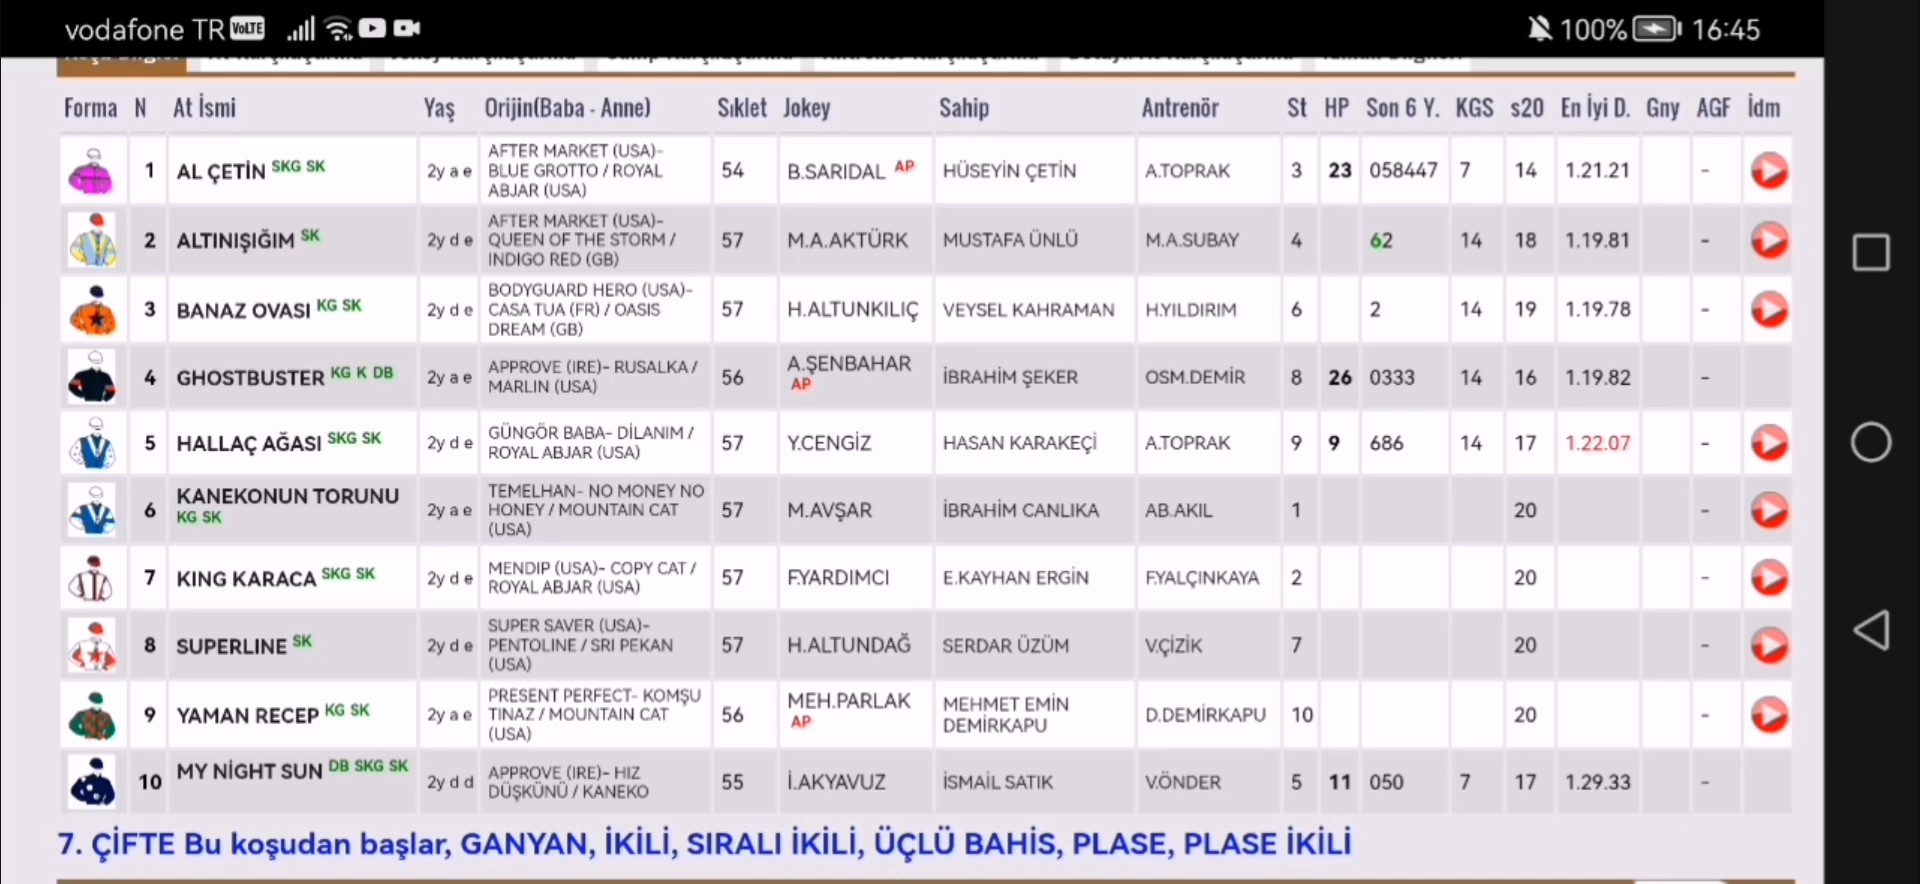 vodafone TR VoLTE 100% 16:45
Forma N At İsmi Yaş Orijin(Baba - Anne) Sıklet Jokey Sahip Antrenör St HP Son 6 Y. KGS s20 En İyi D. Gny AGF İdm
1 AL ÇETİN SKG SK 2y a e AFTER MARKET (USA)- BLUE GROTTO / ROYAL ABJAR (USA) 54 B.SARIDAL AP HÜSEYİN ÇETİN A.TOPRAK 3 23 058447 7 14 1.21.21 -
2 ALTINIŞIĞIM SK 2y d e AFTER MARKET (USA)- QUEEN OF THE STORM / INDIGO RED (GB) 57 M.A.AKTÜRK MUSTAFA ÜNLÜ M.A.SUBAY 4 62 14 18 1.19.81 -
3 BANAZ OVASI KG SK 2y d e BODYGUARD HERO (USA)- CASA TUA (FR) / OASIS DREAM (GB) 57 H.ALTUNKILIÇ VEYSEL KAHRAMAN H.YILDIRIM 6 2 14 19 1.19.78 -
4 GHOSTBUSTER KG K DB 2y a e APPROVE (IRE)- RUSALKA / MARLIN (USA) 56 A.ŞENBAHAR AP İBRAHİM ŞEKER OSM.DEMİR 8 26 0333 14 16 1.19.82 -
5 HALLAÇ AĞASI SKG SK 2y d e GÜNGÖR BABA- DİLANIM / ROYAL ABJAR (USA) 57 Y.CENGİZ HASAN KARAKEÇİ A.TOPRAK 9 9 686 14 17 1.22.07 -
6 KANEKONUN TORUNU KG SK 2y a e TEMELHAN- NO MONEY NO HONEY / MOUNTAIN CAT (USA) 57 M.AVŞAR İBRAHİM CANLIKA AB.AKIL 1 20 -
7 KING KARACA SKG SK 2y d e MENDIP (USA)- COPY CAT / ROYAL ABJAR (USA) 57 F.YARDIMCI E.KAYHAN ERGİN F.YALÇINKAYA 2 20 -
8 SUPERLINE SK 2y d e SUPER SAVER (USA)- PENTOLINE / SRI PEKAN (USA) 57 H.ALTUNDAĞ SERDAR ÜZÜM V.ÇİZİK 7 20 -
9 YAMAN RECEP KG SK 2y a e PRESENT PERFECT- KOMŞU TINAZ / MOUNTAIN CAT (USA) 56 MEH.PARLAK AP MEHMET EMİN DEMİRKAPU D.DEMİRKAPU 10 20 -
10 MY NİGHT SUN DB SKG SK 2y d d APPROVE (IRE)- HIZ DÜŞKÜNÜ / KANEKO 55 İ.AKYAVUZ İSMAİL SATIK V.ÖNDER 5 11 050 7 17 1.29.33 -
7. ÇİFTE Bu koşudan başlar, GANYAN, İKİLİ, SIRALI İKİLİ, ÜÇLÜ BAHİS, PLASE, PLASE İKİLİ